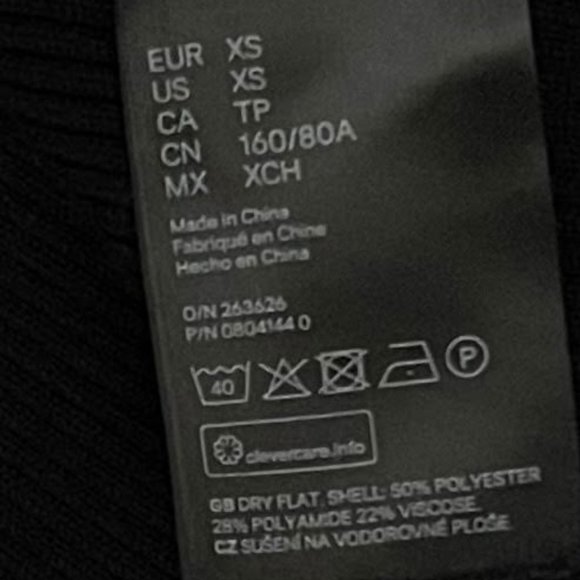 EUR XS
US XS
CA TP
CN 160/80A
MX XCH
Made in China
Fabriqué en Chine
Hecho en China
O/N 263626
P/N 0804144 0
40 P
clevercare.info
GB DRY FLAT, SHELL: 50% POLYESTER
28% POLYAMIDE 22% VISCOSE
CZ SUŠENÍ NA VODOROVNÉ PLOŠE